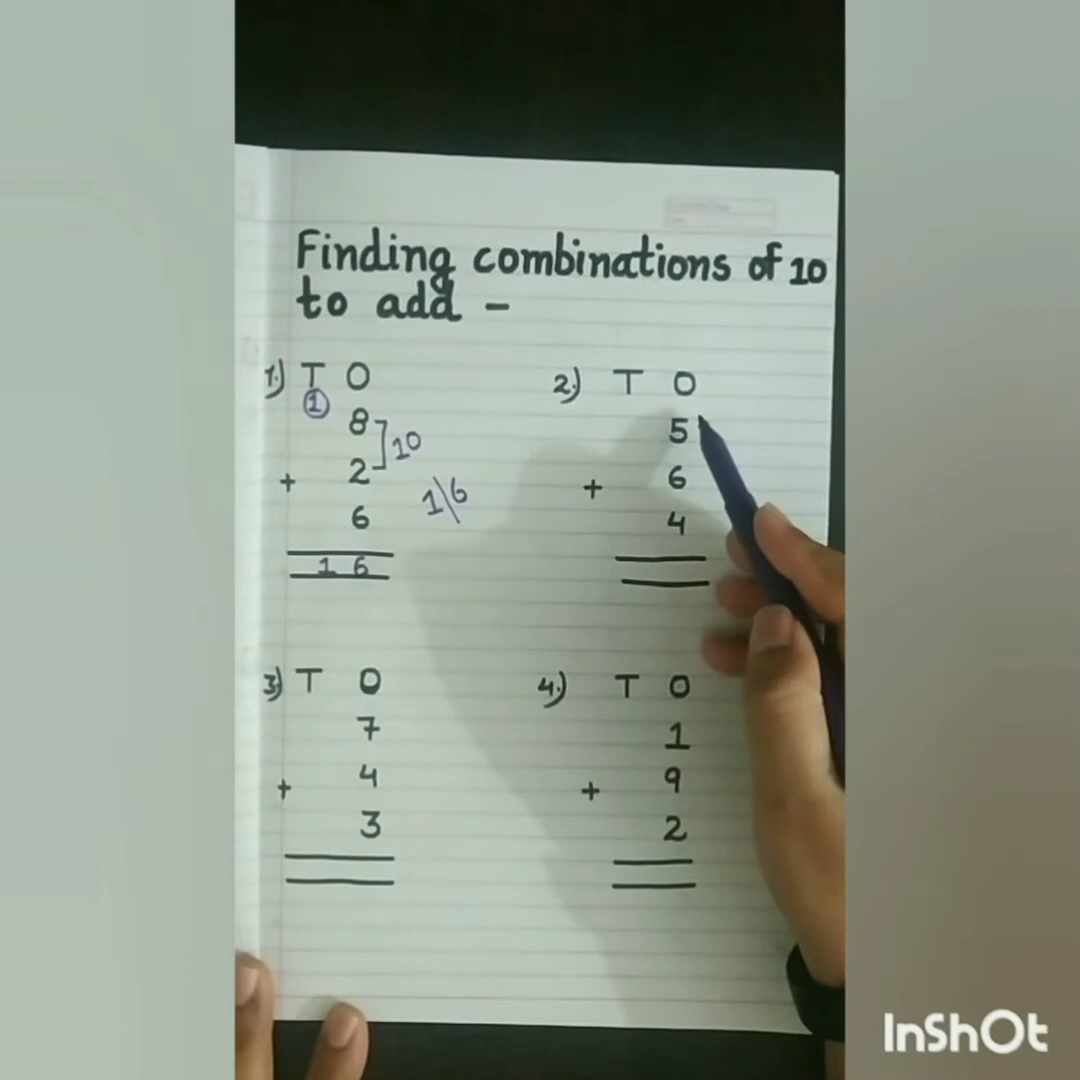 Finding combinations of 10
to add -
1.) T O
1
8
2
+
6
10
1\6
1 6
2.) T O
5
6
+
4
3) T O
7
4
+
3
4.) T O
1
9
+
2
InShOt